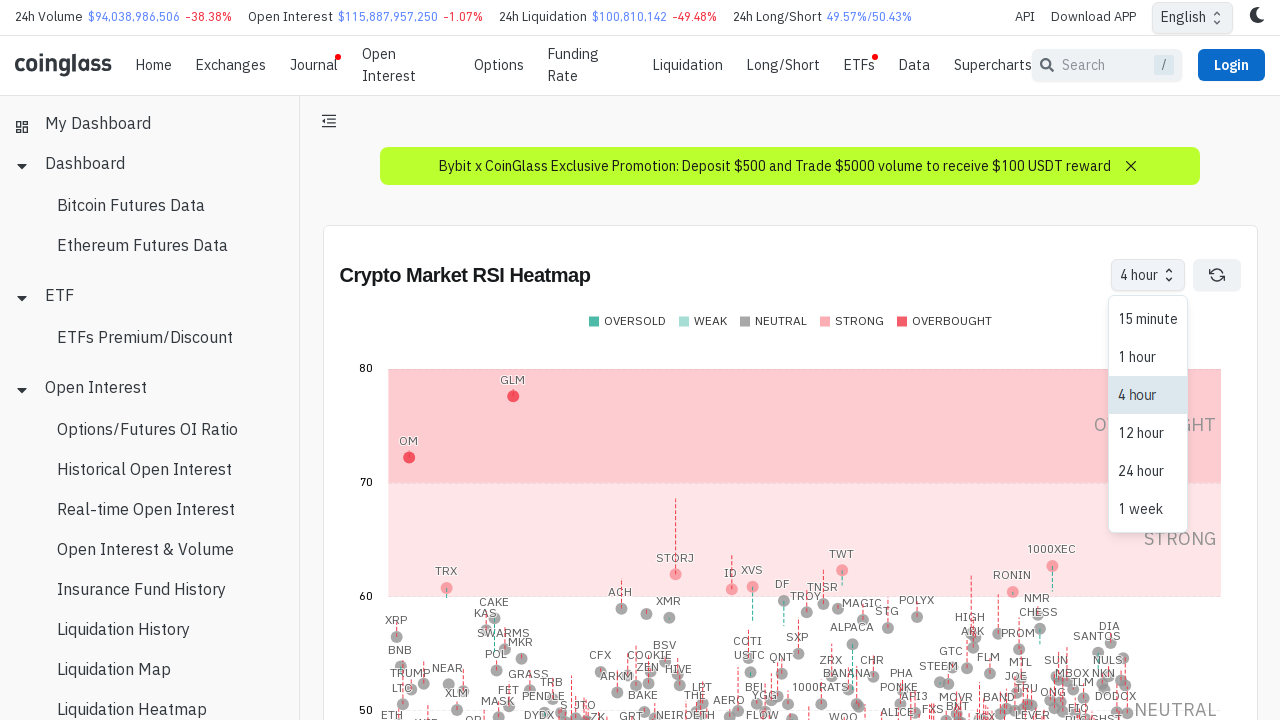 24h Volume $94,038,986,506 -38.38% Open Interest $115,887,957,250 -1.07% 24h Liquidation $100,810,142 -49.48% 24h Long/Short 49.57%/50.43% API Download APP English
coinglass Home Exchanges Journal Open Interest Options Funding Rate Liquidation Long/Short ETFs Data Supercharts Search / Login
My Dashboard
Dashboard
Bitcoin Futures Data
Ethereum Futures Data
ETF
ETFs Premium/Discount
Open Interest
Options/Futures OI Ratio
Historical Open Interest
Real-time Open Interest
Open Interest & Volume
Insurance Fund History
Liquidation History
Liquidation Map
Liquidation Heatmap
Bybit x CoinGlass Exclusive Promotion: Deposit $500 and Trade $5000 volume to receive $100 USDT reward
Crypto Market RSI Heatmap
4 hour
15 minute
1 hour
4 hour
12 hour
24 hour
1 week
OVERSOLD WEAK NEUTRAL STRONG OVERBOUGHT
80
GLM
OM
70
STRONG
STORJ
TWT
1000XEC
TRX
ID
XVS
RONIN
DF
TNSR
60
ACH
TROY
NMR
CAKE
XMR
MAGIC
POLYX
KAS
STG
CHESS
XRP
HIGH
ALPACA
DIA
SWARMS
ARK
PROM
SXP
SANTOS
MKR
CCTI
BSV
BNB
POL
CFX
COOKIE
USTC
QNT
ZRX
CHR
GTC
FLM
SUN
NULS
NEAR
ZEN
HIVE
STEEM
MTL
TRUMP
GRASS
ARKM
BANANA
PHA
JOE
MBOX
NKN
LTC
XLM
FET
TRB
BEL
1000RATS
PONKE
TLM
MASK
PENDLE
BAKE
THE
YGG
MOVR
BAND
ONG
DODOX
JTO
AERO
BNT
ETH
DYDX
GRT
FLOW
WOO
ALICE
FXS
LEVER
FIO
NEUTRAL
50